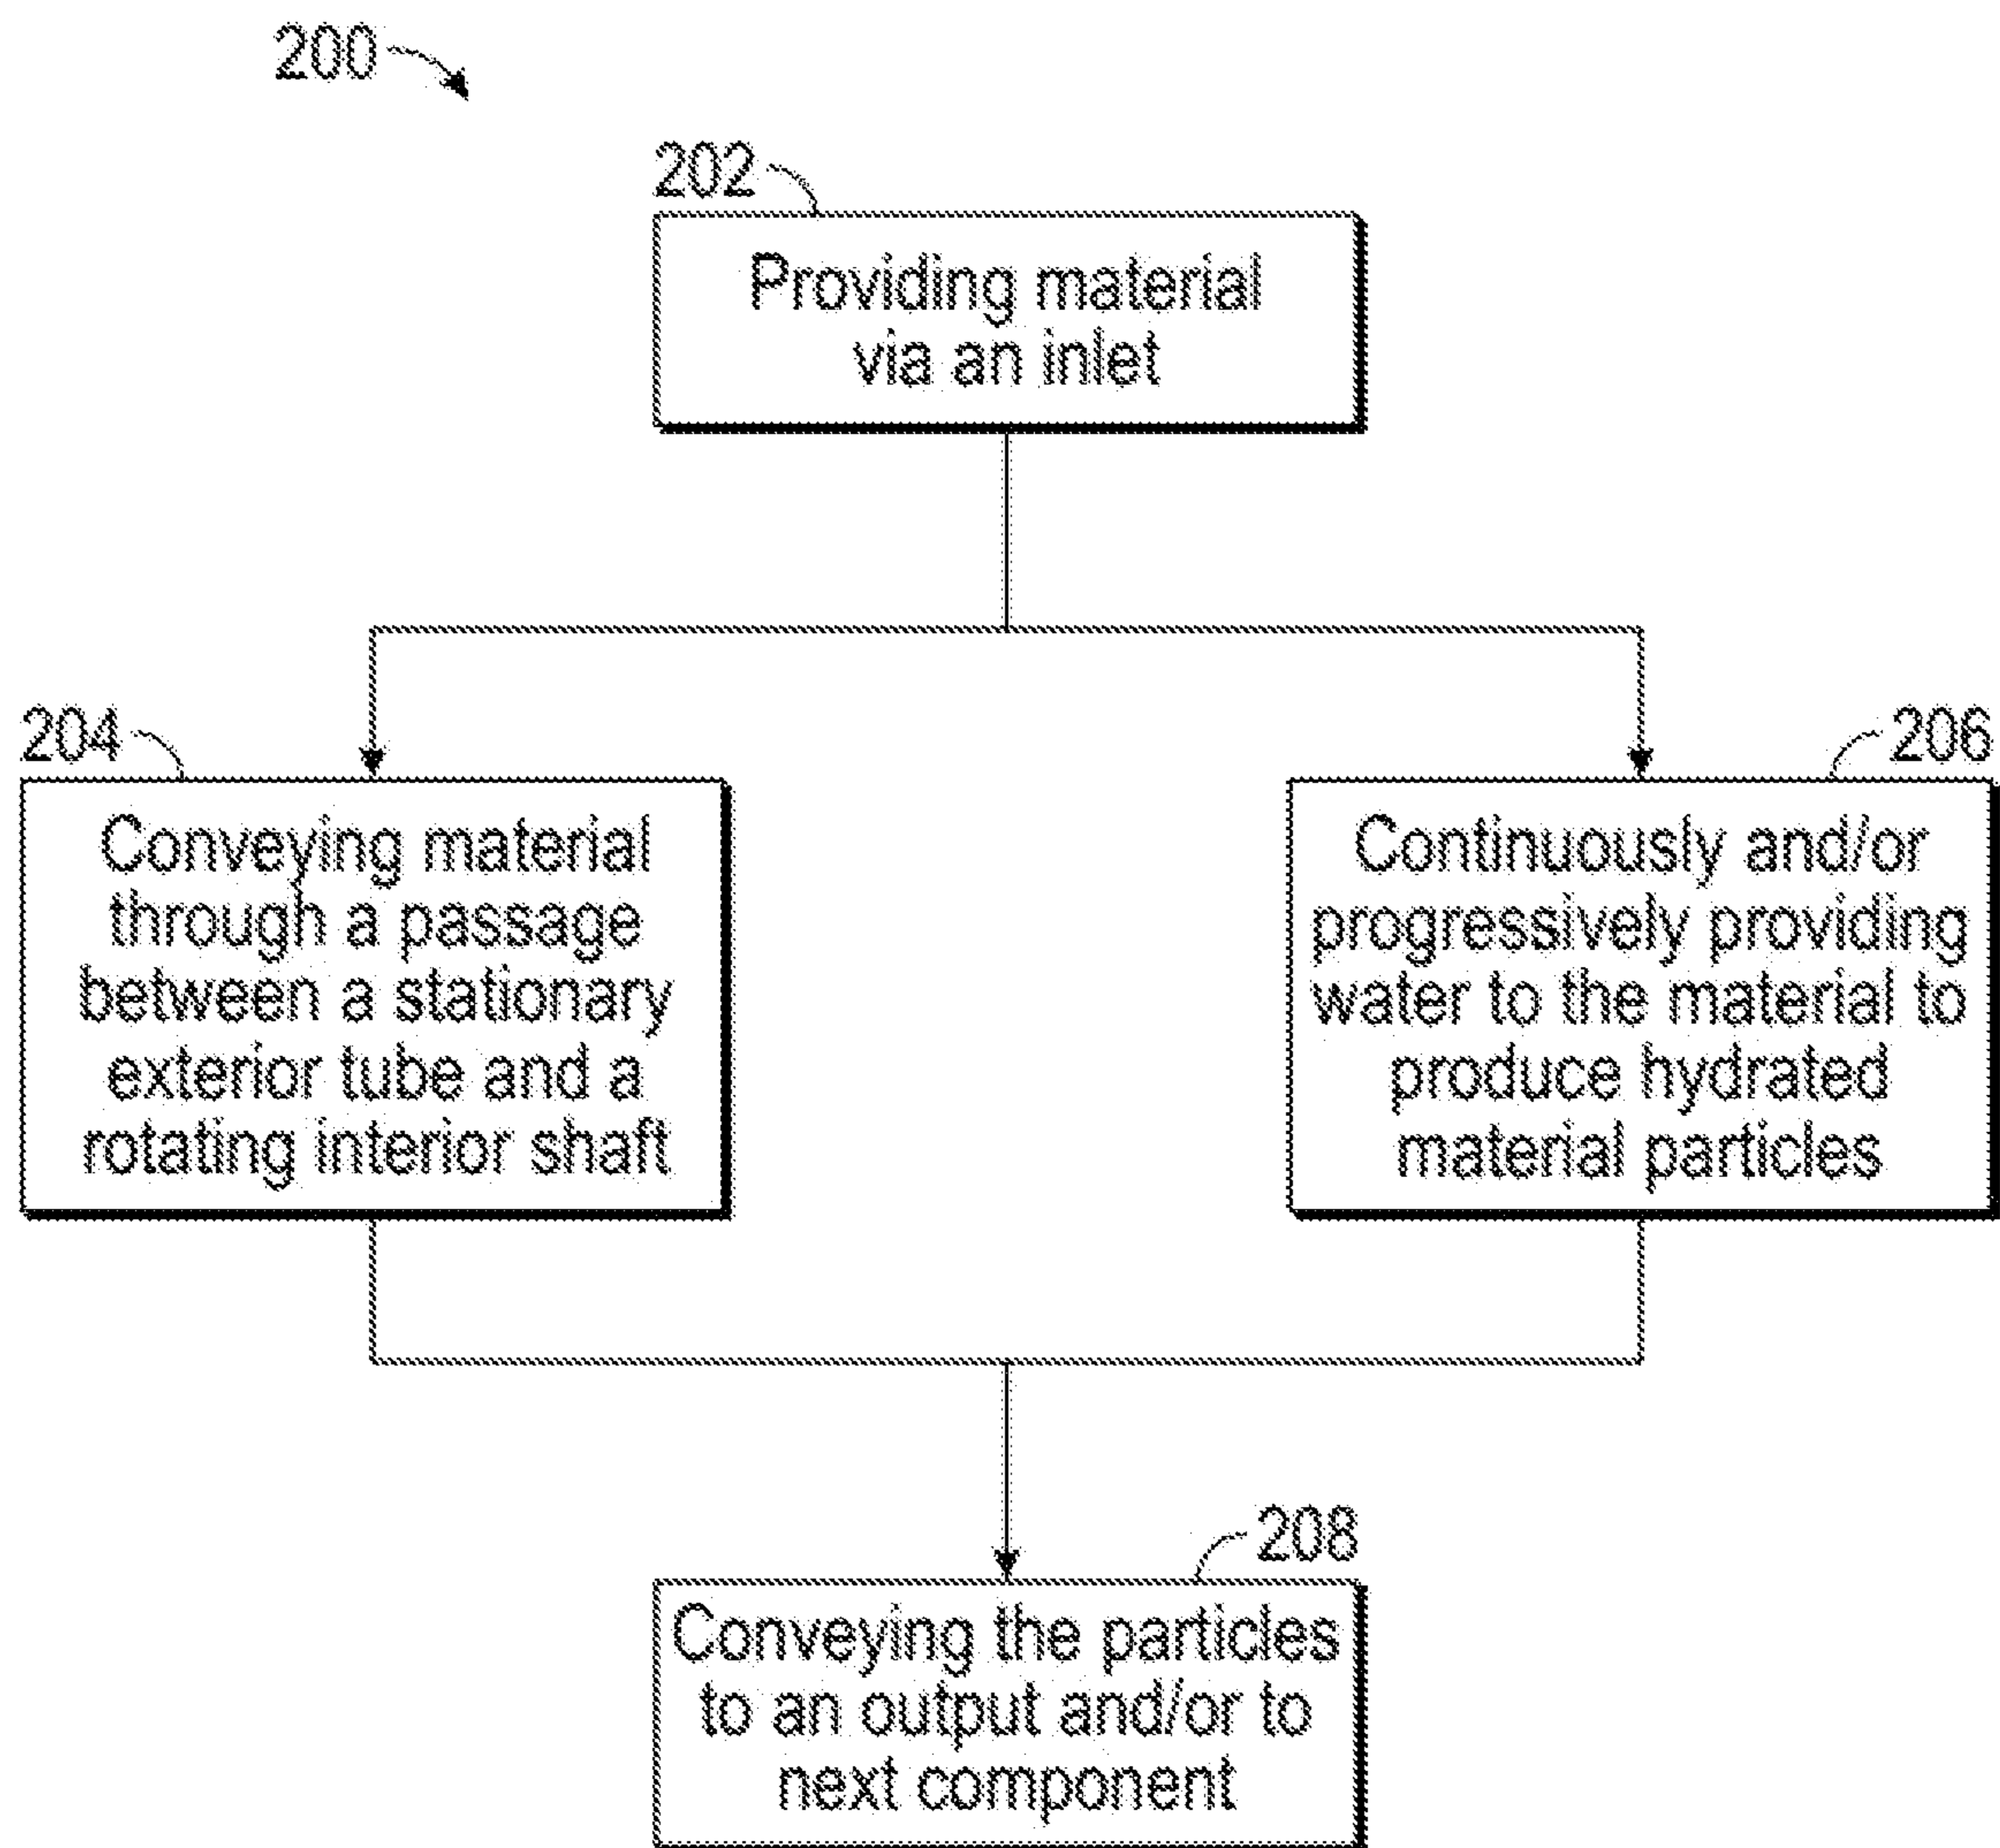 200
202
Providing material
via an inlet
204
Conveying material
through a passage
between a stationary
exterior tube and a
rotating interior shaft
206
Continuously and/or
progressively providing
water to the material to
produce hydrated
material particles
208
Conveying the particles
to an output and/or to
next component